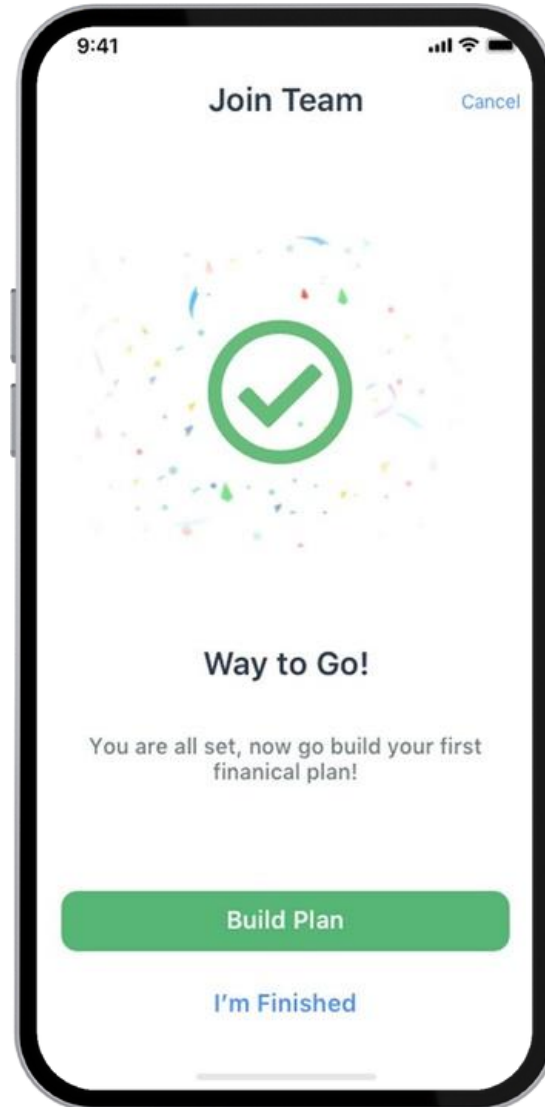 9:41
Join Team
Cancel
Way to Go!
You are all set, now go build your first
finanical plan!
Build Plan
I'm Finished